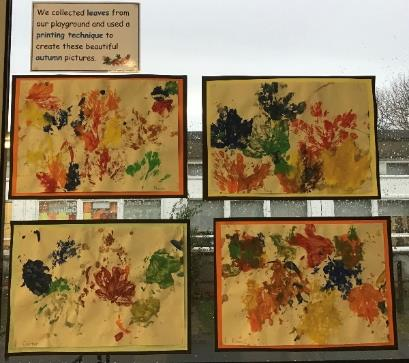 We collected leaves from
our playground and used a
printing technique to
create these beautiful
autumn pictures.